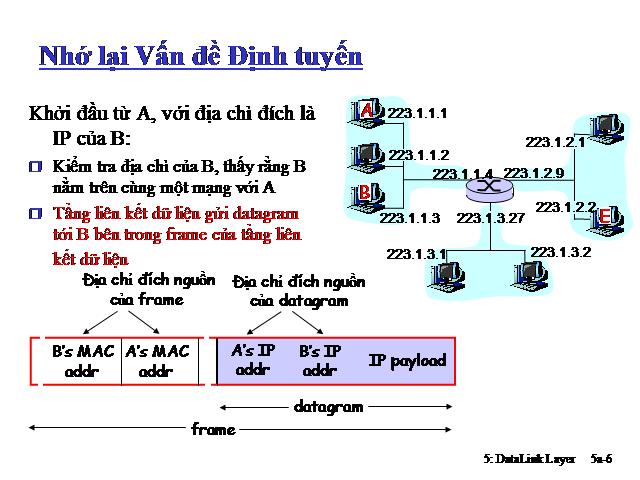 Nhớ lại Vấn đề Định tuyến
Khởi đầu từ A, với địa chỉ đích là
IP của B:
Kiểm tra địa chỉ của B, thấy rằng B
nằm trên cùng một mạng với A
Tầng liên kết dữ liệu gửi datagram
tới B bên trong frame của tầng liên
kết dữ liệu
A
223.1.1.1
223.1.1.2
B
223.1.1.3
223.1.1.4
223.1.2.9
223.1.2.1
223.1.2.2
E
223.1.3.27
223.1.3.1
223.1.3.2
Địa chỉ đích nguồn
của frame
Địa chỉ đích nguồn
của datagram
B's MAC
addr
A's MAC
addr
A's IP
addr
B's IP
addr
IP payload
datagram
frame
5: DataLink Layer 5a-6